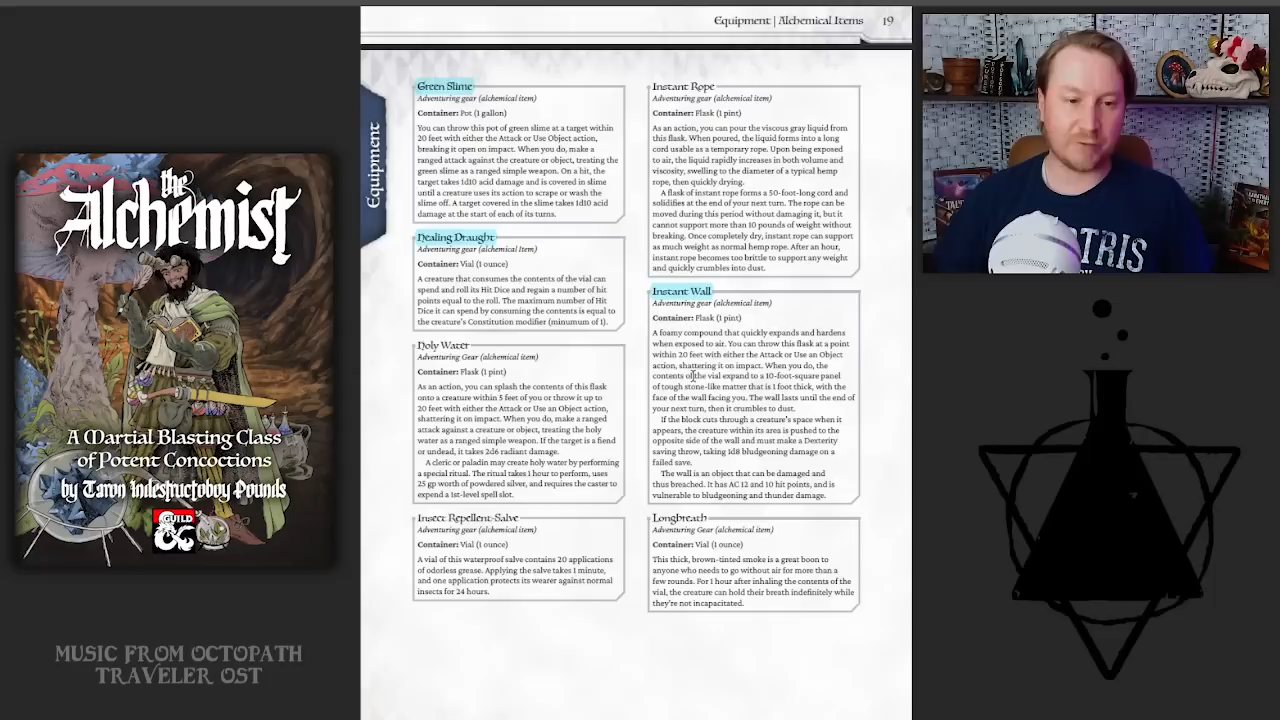 Equipment | Alchemical Items 19
Equipment
Green Slime
Adventuring gear (alchemical item)
Container: Pot (1 gallon)
You can throw this pot of green slime at a target within
20 feet with either the Attack or Use Object action,
breaking it open on impact. When you do, make a
ranged attack against the creature or object, treating the
green slime as a ranged simple weapon. On a hit, the
target takes 1d10 acid damage and is covered in slime
until a creature uses its action to scrape or wash the
slime off. A target covered in the slime takes 1d10 acid
damage at the start of each of its turns.
Healing Draught
Adventuring gear (alchemical item)
Container: Vial (1 ounce)
A creature that consumes the contents of the vial can
spend and roll its Hit Dice and regain a number of hit
points equal to the roll. The maximum number of Hit
Dice it can spend by consuming the contents is equal to
the creature's Constitution modifier (minumum of 1).
Holy Water
Adventuring Gear (alchemical item)
Container: Flask (1 pint)
As an action, you can splash the contents of this flask
onto a creature within 5 feet of you or throw it up to
20 feet with either the Attack or Use an Object action,
shattering it on impact. When you do, make a ranged
attack against a creature or object, treating the holy
water as a ranged simple weapon. If the target is a fiend
or undead, it takes 2d6 radiant damage.
A cleric or paladin may create holy water by performing
a special ritual. The ritual takes 1 hour to perform, uses
25 gp worth of powdered silver, and requires the caster to
expend a 1st-level spell slot.
Insect Repellent Salve
Adventuring gear (alchemical item)
Container: Vial (1 ounce)
A vial of this waterproof salve contains 20 applications
of odorless grease. Applying the salve takes 1 minute,
and one application protects its wearer against normal
insects for 24 hours.
Instant Rope
Adventuring gear (alchemical item)
Container: Flask (1 pint)
As an action, you can pour the viscous gray liquid from
this flask. When poured, the liquid forms into a long
cord usable as a temporary rope. Upon being exposed
to air, the liquid rapidly increases in both volume and
viscosity, swelling to the diameter of a typical hemp
rope, then quickly drying.
A flask of instant rope forms a 50-foot-long cord and
solidifies at the end of your next turn. The rope can be
moved during this period without damaging it, but it
cannot support more than 10 pounds of weight without
breaking. Once completely dry, instant rope can support
as much weight as normal hemp rope. After an hour,
instant rope becomes too brittle to support any weight
and quickly crumbles into dust.
Instant Wall
Adventuring gear (alchemical item)
Container: Flask (1 pint)
A foamy compound that quickly expands and hardens
when exposed to air. You can throw this flask at a point
within 20 feet with either the Attack or Use an Object
action, shattering it on impact. When you do, the
contents of the vial expand to a 10-foot-square panel
of tough stone-like matter that is 1 foot thick, with the
face of the wall facing you. The wall lasts until the end of
your next turn, then it crumbles to dust.
If the block cuts through a creature's space when it
appears, the creature within its area is pushed to the
opposite side of the wall and must make a Dexterity
saving throw, taking 1d8 bludgeoning damage on a
failed save.
The wall is an object that can be damaged and
thus breached. It has AC 12 and 10 hit points, and is
vulnerable to bludgeoning and thunder damage.
Longbreath
Adventuring Gear (alchemical item)
Container: Vial (1 ounce)
This thick, brown-tinted smoke is a great boon to
anyone who needs to go without air for more than a
few rounds. For 1 hour after inhaling the contents of the
vial, the creature can hold their breath indefinitely while
they're not incapacitated.
the
Alchemist
A Martial Blasting Class
of Potent Concoctions
by Taron Indestructoboy Pounds
GUILD
MUSIC FROM OCTOPATH
TRAVELER OST